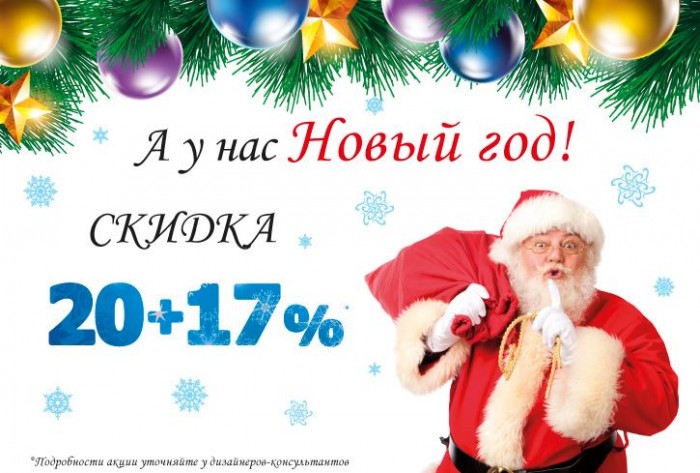 А у нас Новый год!
СКИДКА
20+17%*
*Подробности акции уточняйте у дизайнеров-консультантов